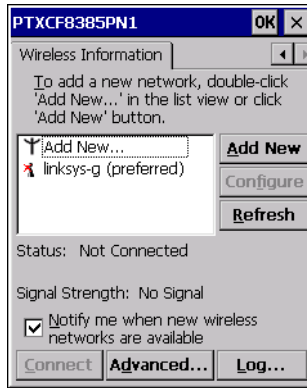 PTXCF8385PN1 OK ×
Wireless Information
To add a new network, double-click
'Add New...' in the list view or click
'Add New' button.
Add New...
linksys-g (preferred)
Add New
Configure
Refresh
Status: Not Connected
Signal Strength: No Signal
Notify me when new wireless
networks are available
Connect Advanced... Log...